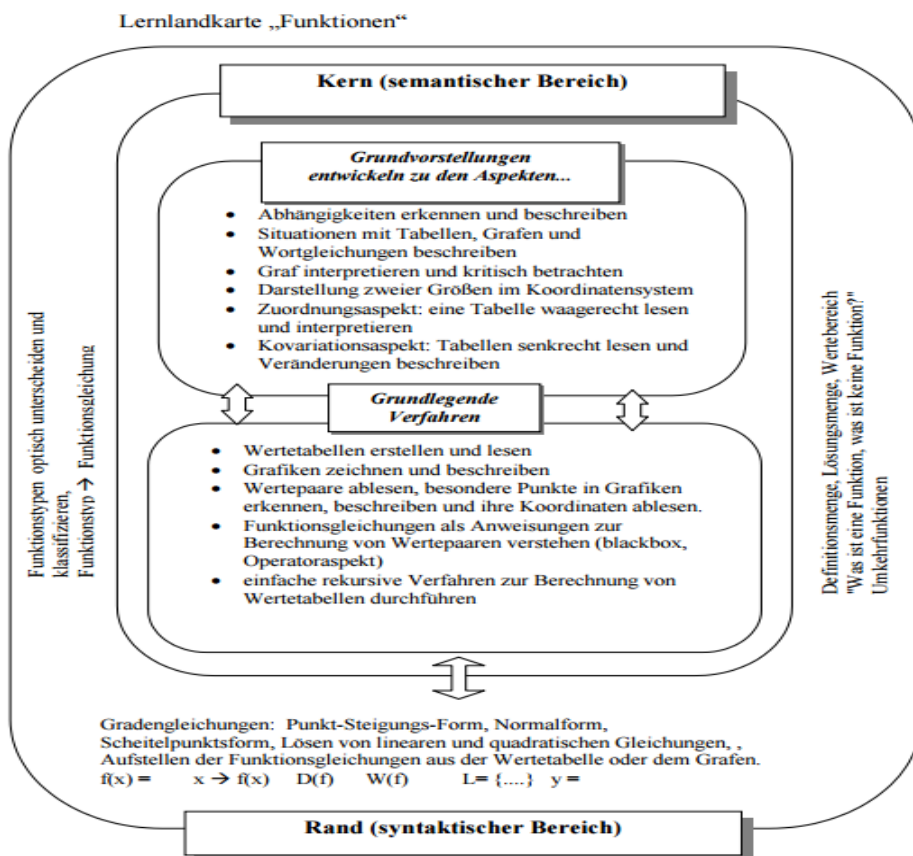 Lernlandkarte „Funktionen“
Kern (semantischer Bereich)
Grundvorstellungen
entwickeln zu den Aspekten...
• Abhängigkeiten erkennen und beschreiben
• Situationen mit Tabellen, Grafen und
Wortgleichungen beschreiben
• Graf interpretieren und kritisch betrachten
• Darstellung zweier Größen im Koordinatensystem
• Zuordnungsaspekt: eine Tabelle waagerecht lesen
und interpretieren
• Kovariationsaspekt: Tabellen senkrecht lesen und
Veränderungen beschreiben
Grundlegende
Verfahren
• Wertetabellen erstellen und lesen
• Grafiken zeichnen und beschreiben
• Wertepaare ablesen, besondere Punkte in Grafiken
erkennen, beschreiben und ihre Koordinaten ablesen.
• Funktionsgleichungen als Anweisungen zur
Berechnung von Wertepaaren verstehen (blackbox,
Operatoraspekt)
• einfache rekursive Verfahren zur Berechnung von
Wertetabellen durchführen
Funktionstypen optisch unterscheiden und
klassifizieren,
Funktionstyp → Funktionsgleichung
Definitionsmenge, Lösungsmenge, Wertebereich
"Was ist eine Funktion, was ist keine Funktion?"
Umkehrfunktionen
Gradengleichungen: Punkt-Steigungs-Form, Normalform,
Scheitelpunktsform, Lösen von linearen und quadratischen Gleichungen, ,
Aufstellen der Funktionsgleichungen aus der Wertetabelle oder dem Grafen.
f(x) = x → f(x) D(f) W(f) L= {....} y =
Rand (syntaktischer Bereich)